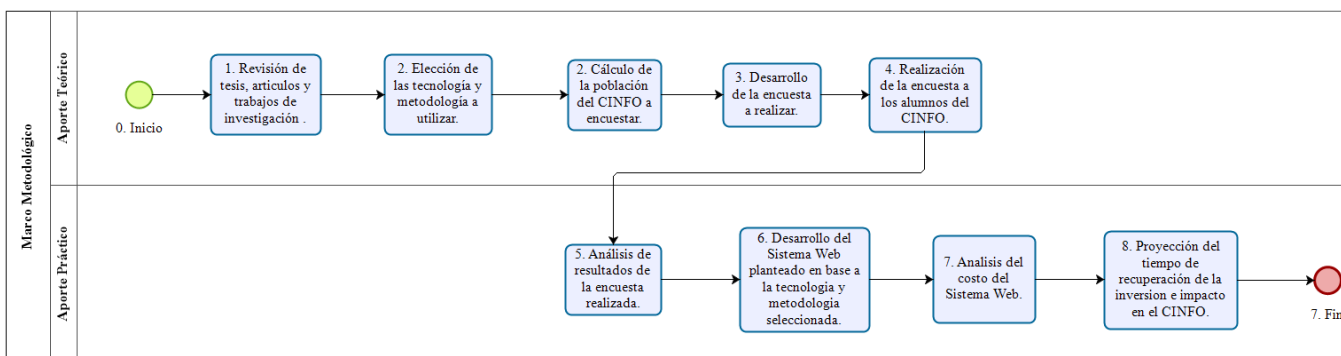 Marco Metodológico
Aporte Teórico
0. Inicio
1. Revisión de
tesis, articulos y
trabajos de
investigación .
2. Elección de
las tecnología y
metodología a
utilizar.
2. Cálculo de
la población
del CINFO a
encuestar.
3. Desarrollo
de la encuesta
a realizar.
4. Realización
de la encuesta a
los alumnos del
CINFO.
Aporte Práctico
5. Análisis de
resultados de
la encuesta
realizada.
6. Desarrollo del
Sistema Web
planteado en base a
la tecnología y
metodologia
seleccionada.
7. Analisis del
costo del
Sistema Web.
8. Proyección del
tiempo de
recuperación de la
inversion e impacto
en el CINFO.
7. Fin